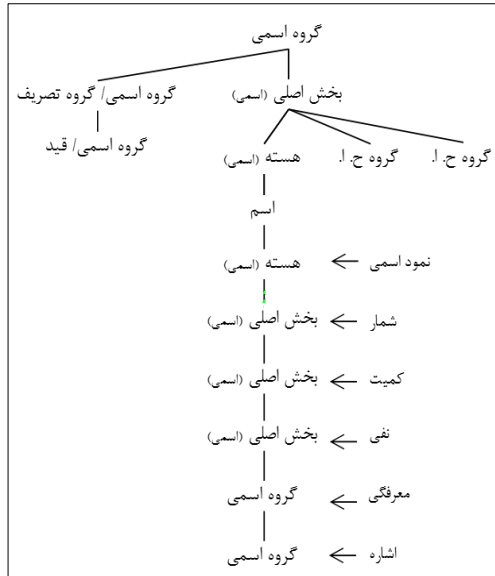 گروه اسمی
بخش اصلی (اسمی) گروه اسمی/ گروه تصریف
گروه ح. ا. گروه ح. ا. هسته (اسمی) گروه اسمی/ قید
اسم
نمود اسمی هسته (اسمی)
شمار بخش اصلی (اسمی)
کمیت بخش اصلی (اسمی)
نفی بخش اصلی (اسمی)
معرفگی گروه اسمی
اشاره گروه اسمی